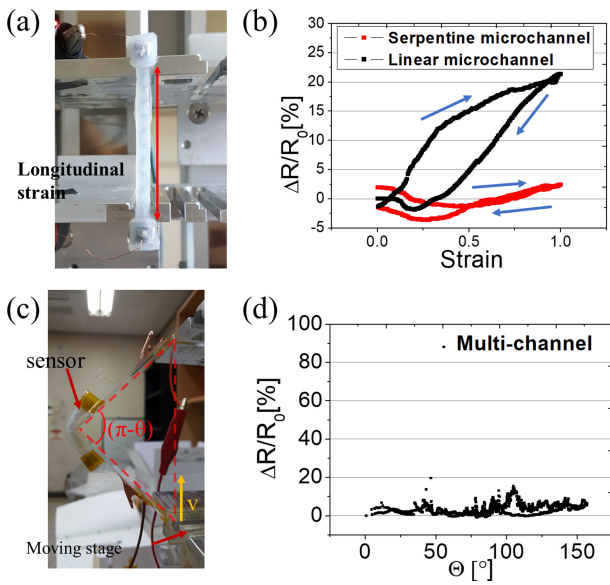 (a)
Longitudinal
strain
(b)
Serpentine microchannel
Linear microchannel
30
25
20
15
10
5
0
-5
ΔR/R0[%]
0.0
0.5
1.0
Strain
(c)
sensor
(π-θ)
v
Moving stage
(d)
Multi-channel
100
80
60
40
20
0
ΔR/R0[%]
0
50
100
150
Θ [°]